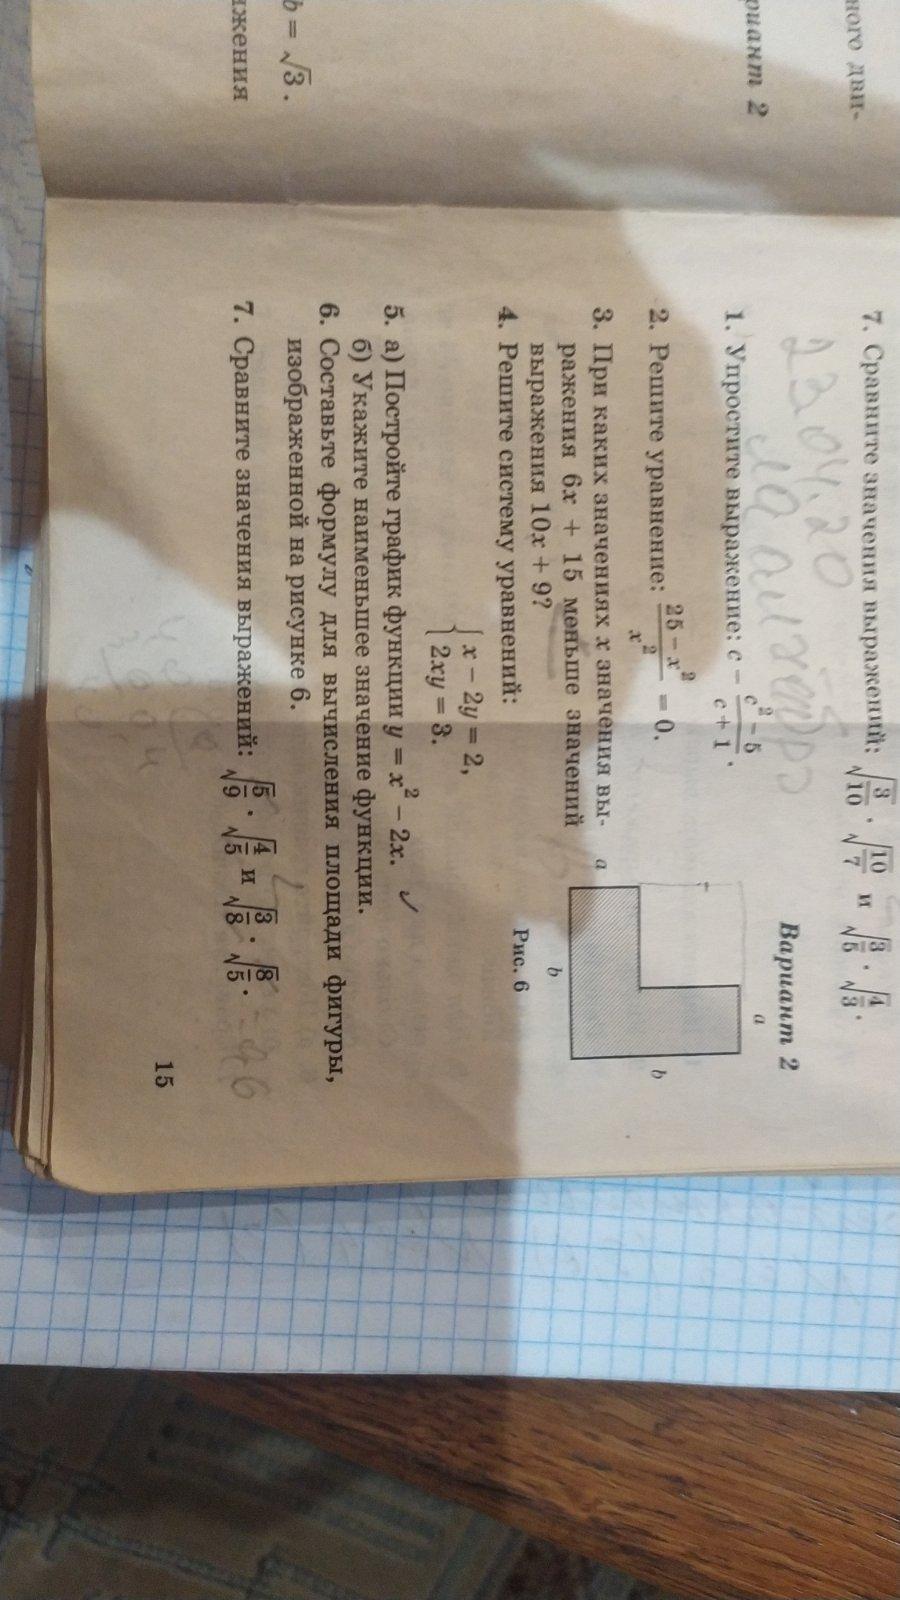 ного дви-
7. Сравните значения выражений: √(3/10) · √(10/7) и √(3/5) · √(4/3).
риант 2
Вариант 2
23 04.20
1. Упростите выражение: c − (c² − 5)/(c + 1).
2. Решите уравнение: (25 − x²)/x² = 0.
3. При каких значениях x значения вы-
ражения 6x + 15 меньше значений
выражения 10x + 9?
a
a
b
b
Рис. 6
4. Решите систему уравнений:
{ x − 2y = 2,
2xy = 3.
5. а) Постройте график функции y = x² − 2x. ✓
б) Укажите наименьшее значение функции.
6. Составьте формулу для вычисления площади фигуры,
изображенной на рисунке 6.
b = √3.
жения
7. Сравните значения выражений: √(5/9) · √(4/5) и √(3/8) · √(8/5).
15